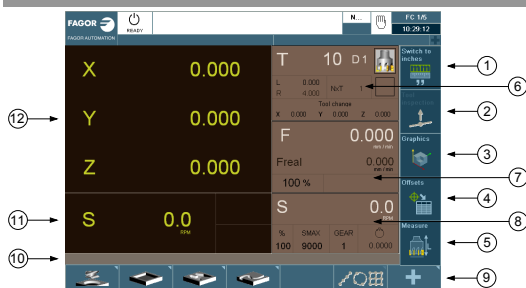 FAGOR
FAGOR AUTOMATION
READY
N...
FC 1/6
10:29:12
X 0.000
Y 0.000
Z 0.000
S 0.0
RPM
T 10 D1
L 0.000
R 4.000
NxT 1
Tool change
X 0.000 Y 0.000 Z 0.000
F 0.000
mm / min
Freal 0.000
mm / min
100 %
S 0.0
RPM
% SMAX GEAR
100 9000 1 0.0000
Switch to
inches
Tool
inspection
Graphics
Offsets
Measure
1
2
3
4
5
6
7
8
9
10
11
12